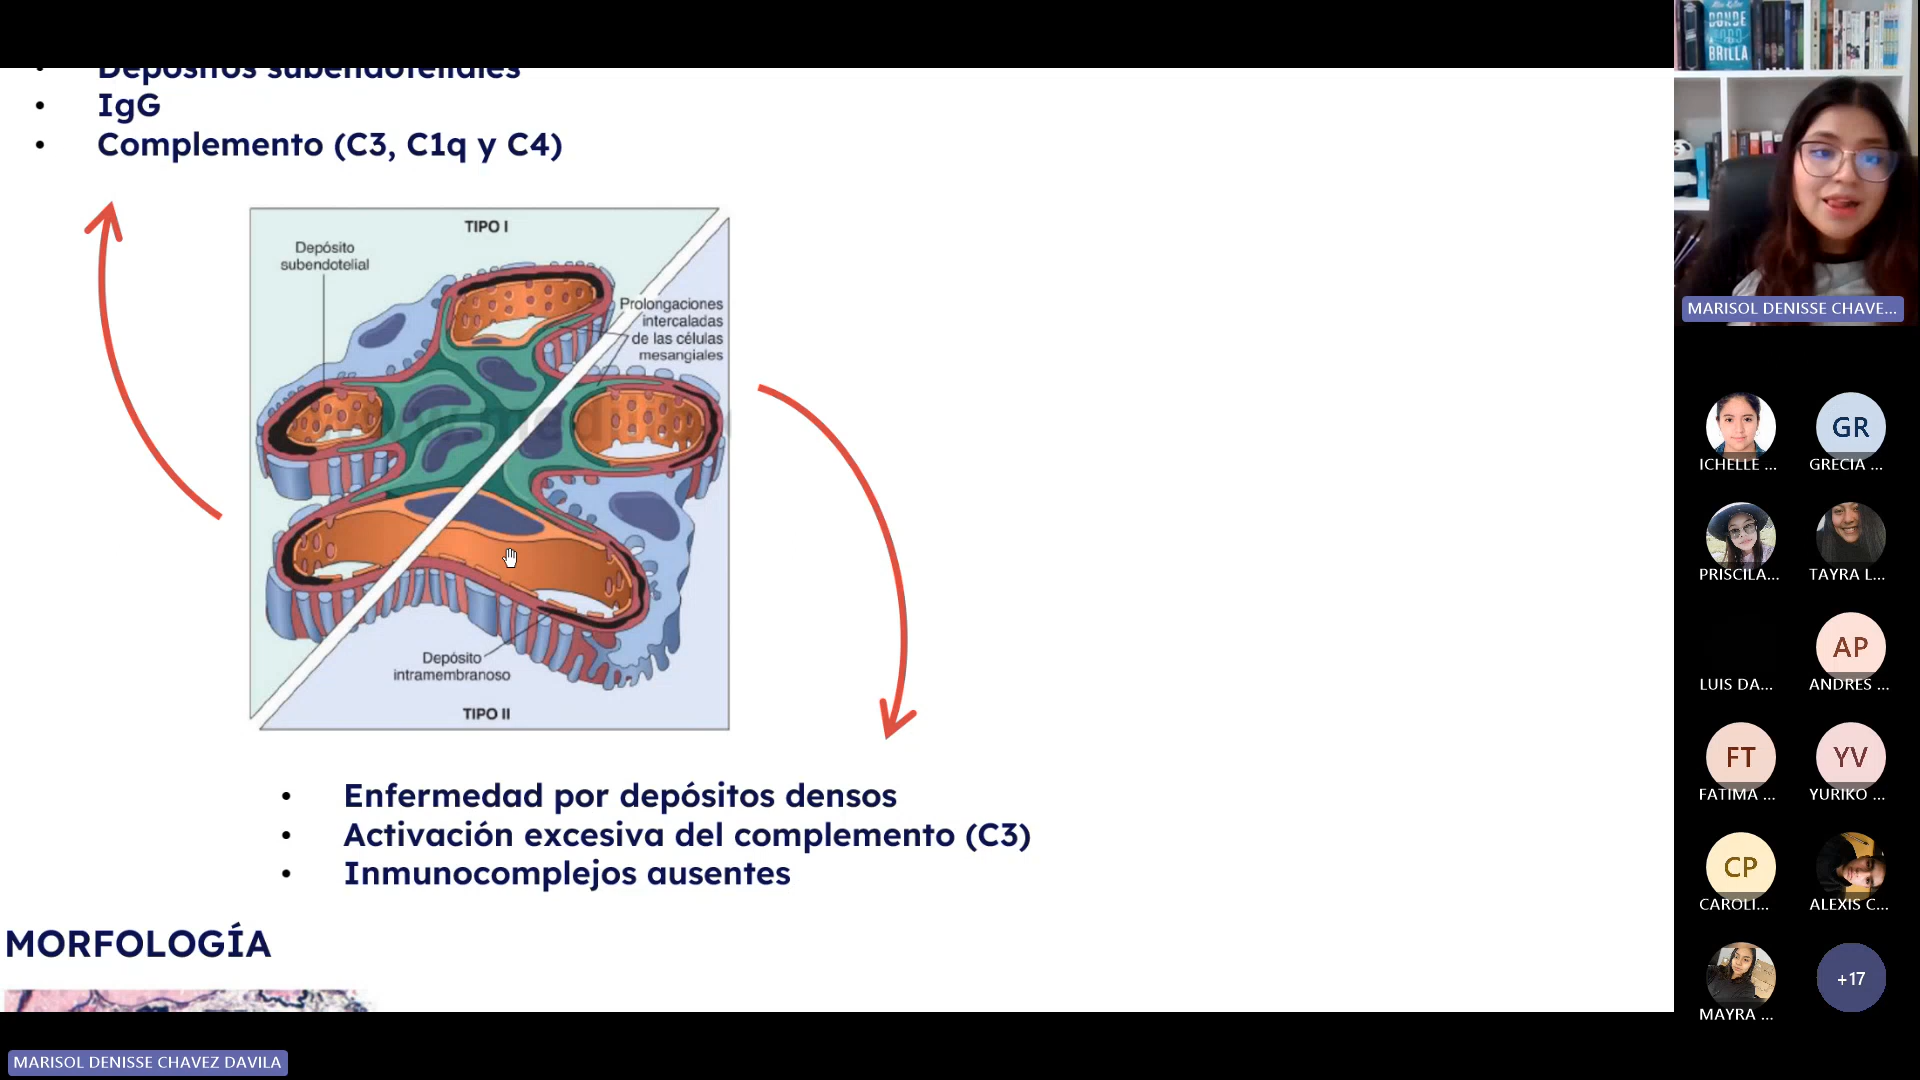 Depósitos subendoteliales
• IgG
• Complemento (C3, C1q y C4)
TIPO I
Depósito
subendotelial
Prolongaciones
intercaladas
de las células
mesangiales
Depósito
intramembranoso
TIPO II
• Enfermedad por depósitos densos
• Activación excesiva del complemento (C3)
• Inmunocomplejos ausentes
MORFOLOGÍA
MARISOL DENISSE CHAVEZ DAVILA
DONDE
TODO
BRILLA
MARISOL DENISSE CHAVE...
ICHELLE ...
GR
GRECIA ...
PRISCILA...
TAYRA L...
LUIS DA...
AP
ANDRES ...
FT
FATIMA ...
YV
YURIKO ...
CP
CAROLI...
ALEXIS C...
MAYRA ...
+17